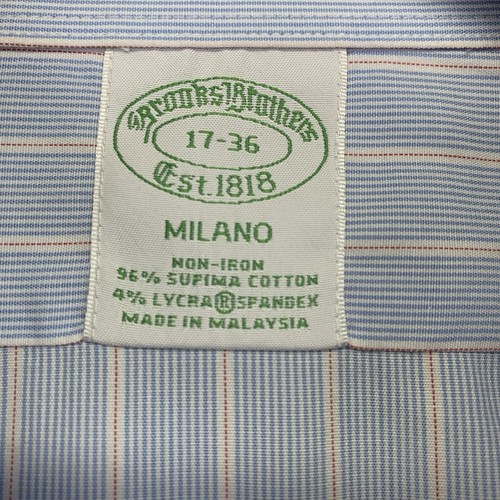 Brooks Brothers
17-36
Est. 1818
MILANO
NON-IRON
96% SUPIMA COTTON
4% LYCRA® SPANDEX
MADE IN MALAYSIA